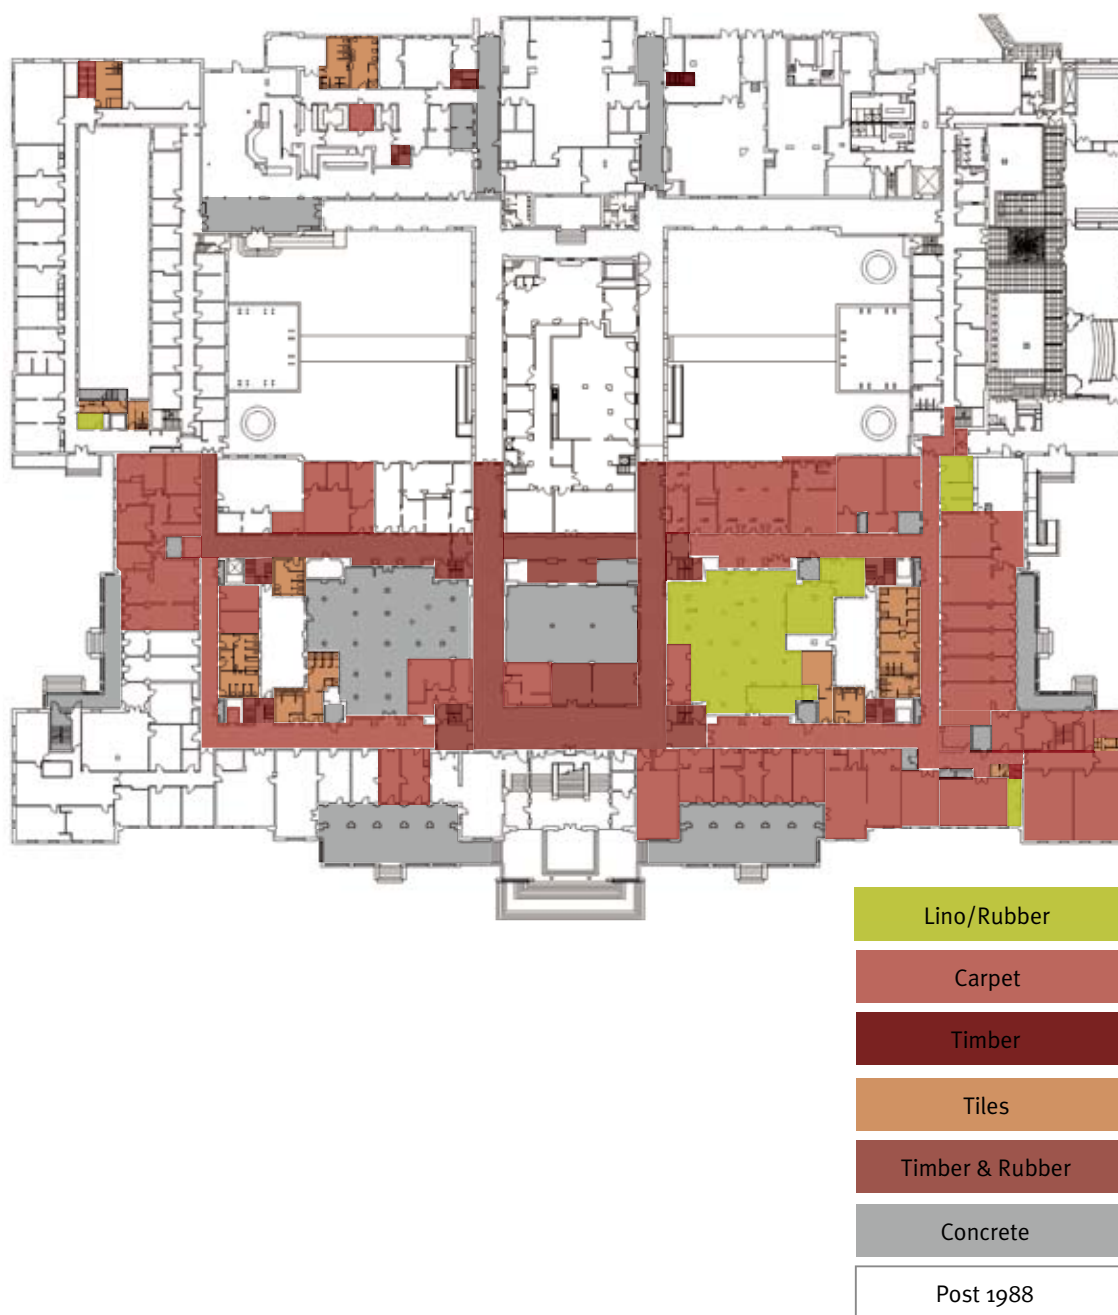 Lino/Rubber
Carpet
Timber
Tiles
Timber & Rubber
Concrete
Post 1988